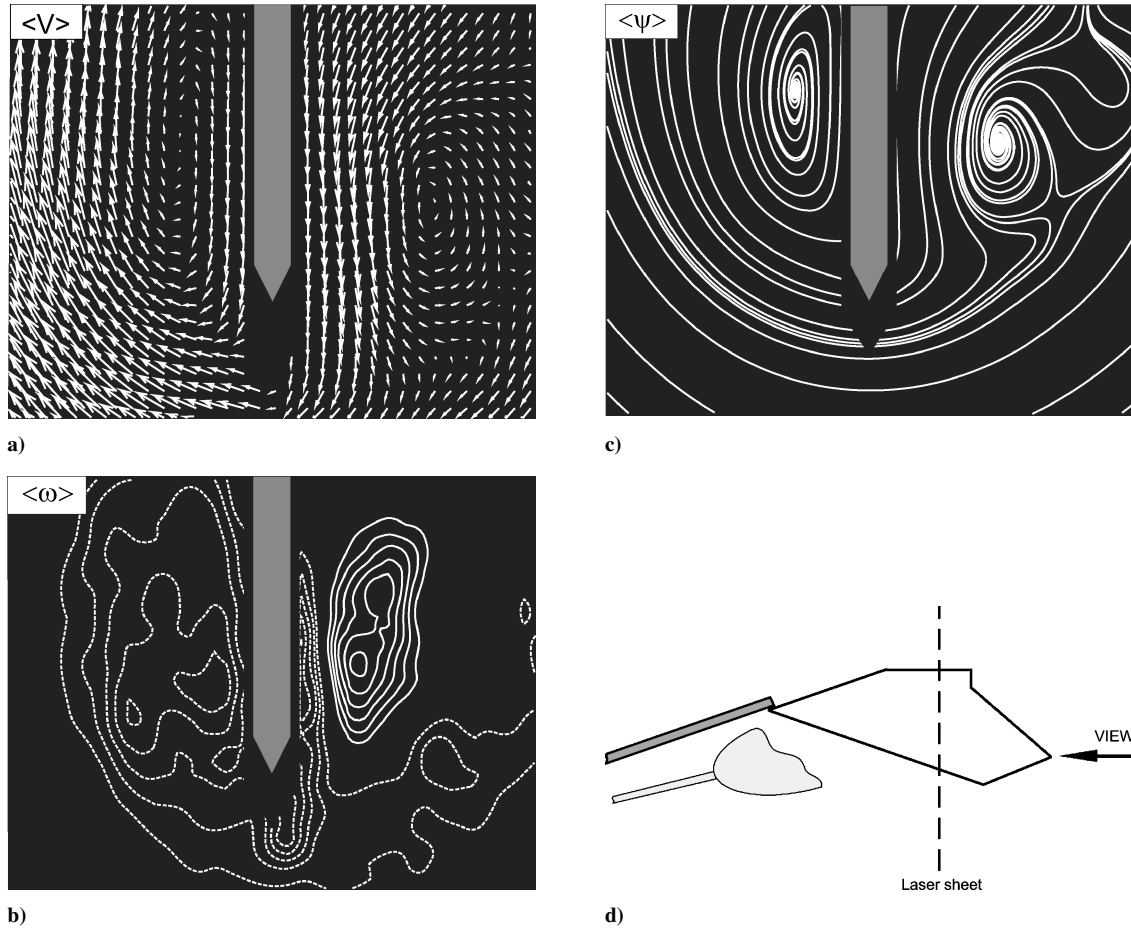 <V>
<ψ>
a)
c)
<ω>
VIEW
Laser sheet
b)
d)